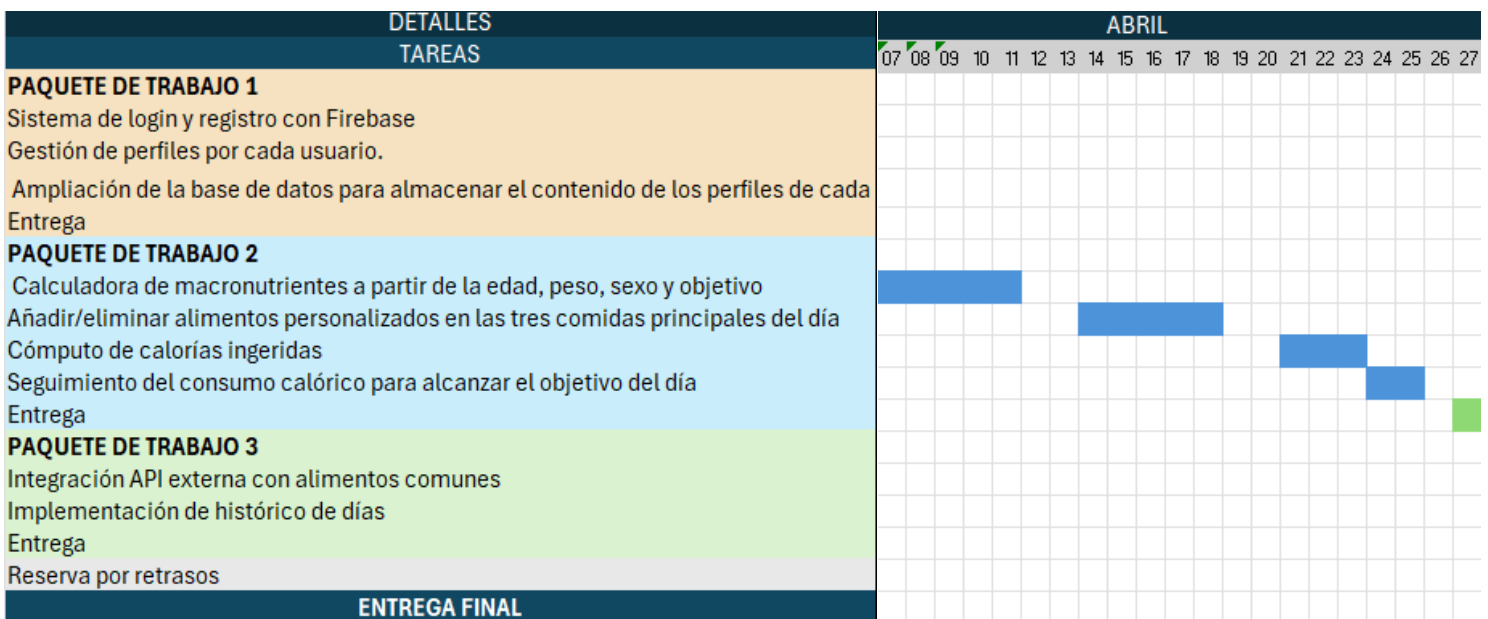 DETALLES
ABRIL
TAREAS
07 08 09 10 11 12 13 14 15 16 17 18 19 20 21 22 23 24 25 26 27
PAQUETE DE TRABAJO 1
Sistema de login y registro con Firebase
Gestión de perfiles por cada usuario.
Ampliación de la base de datos para almacenar el contenido de los perfiles de cada
Entrega
PAQUETE DE TRABAJO 2
Calculadora de macronutrientes a partir de la edad, peso, sexo y objetivo
Añadir/eliminar alimentos personalizados en las tres comidas principales del día
Cómputo de calorías ingeridas
Seguimiento del consumo calórico para alcanzar el objetivo del día
Entrega
PAQUETE DE TRABAJO 3
Integración API externa con alimentos comunes
Implementación de histórico de días
Entrega
Reserva por retrasos
ENTREGA FINAL